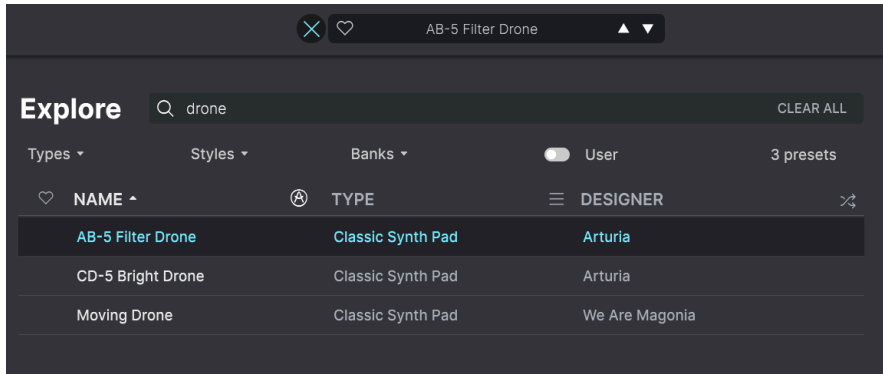 AB-5 Filter Drone
Explore drone CLEAR ALL
Types Styles Banks User 3 presets
NAME TYPE DESIGNER
AB-5 Filter Drone Classic Synth Pad Arturia
CD-5 Bright Drone Classic Synth Pad Arturia
Moving Drone Classic Synth Pad We Are Magonia